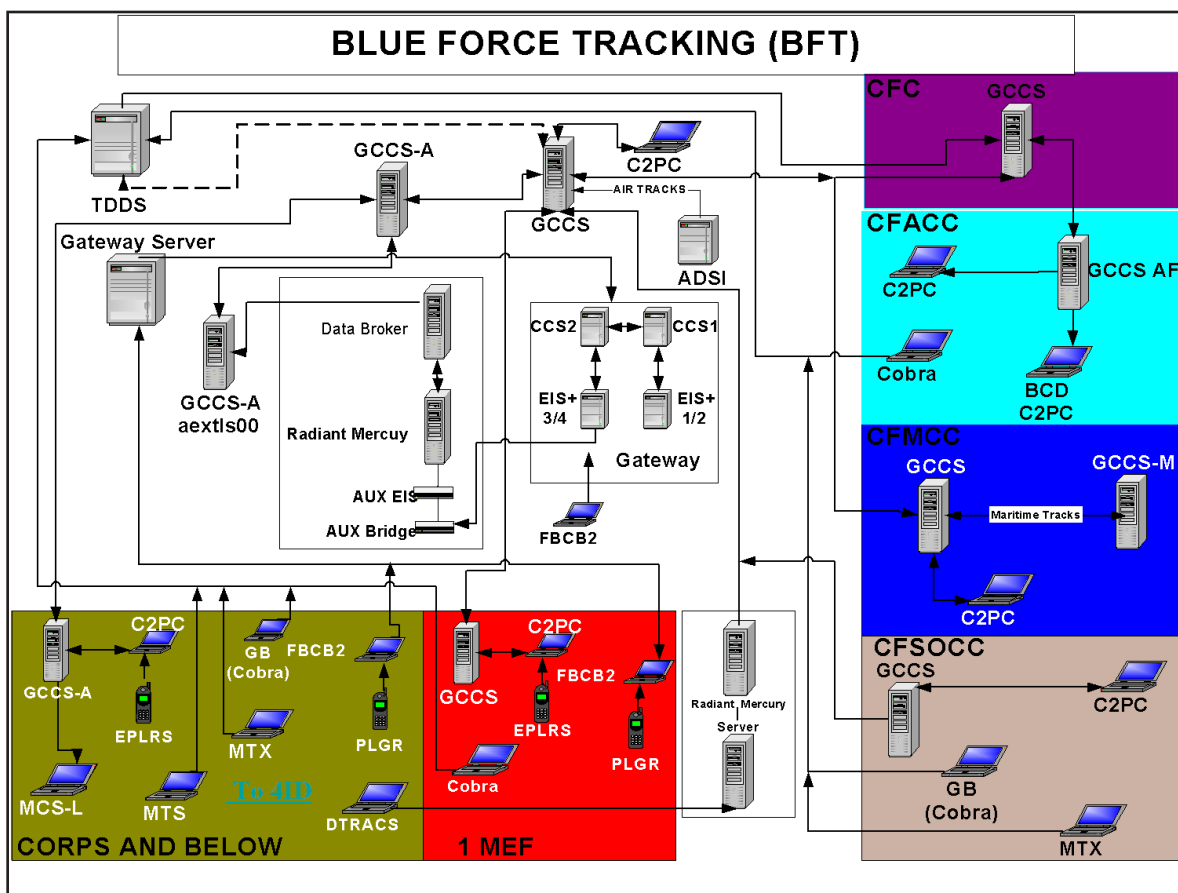 BLUE FORCE TRACKING (BFT)
CFC
GCCS
TDDS
GCCS-A
GCCS
C2PC
AIR TRACKS
ADSI
Gateway Server
CFACC
C2PC
GCCS AF
Cobra
BCD
C2PC
GCCS-A
aextls00
Data Broker
Radiant Mercuy
AUX EIS
AUX Bridge
CCS2
CCS1
EIS+
3/4
EIS+
1/2
Gateway
FBCB2
CFMCC
GCCS
GCCS-M
Maritime Tracks
C2PC
CFSOCC
GCCS
C2PC
GB
(Cobra)
MTX
C2PC
GCCS-A
EPLRS
MCS-L
MTS
GB
(Cobra)
FBCB2
MTX
PLGR
To 4ID
DTRACS
CORPS AND BELOW
C2PC
GCCS
FBCB2
EPLRS
PLGR
Cobra
1 MEF
Radiant Mercury
Server